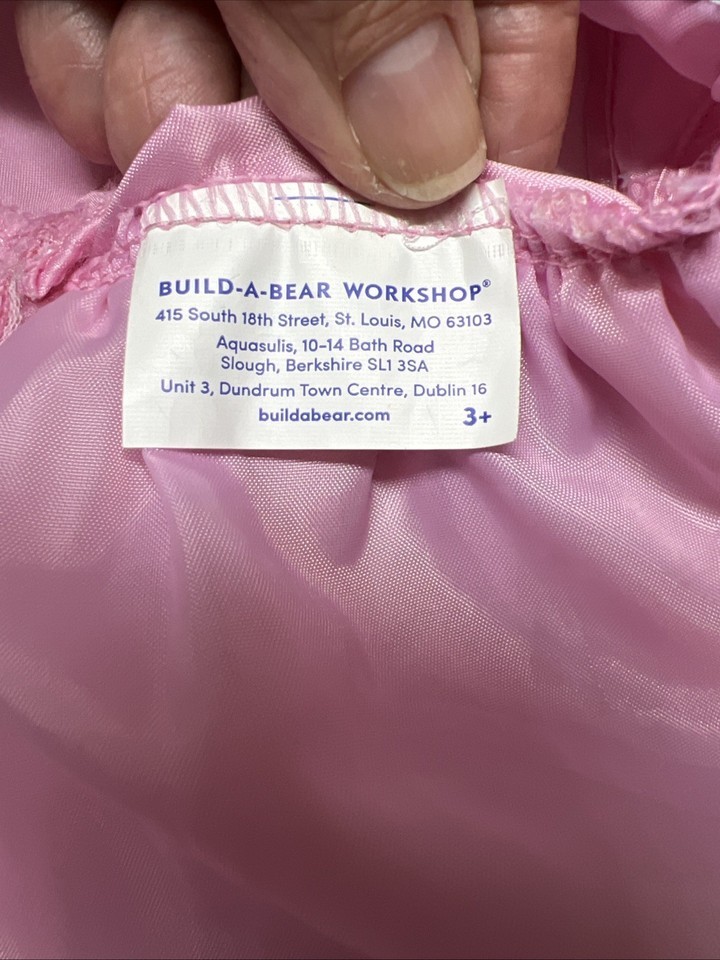 BUILD-A-BEAR WORKSHOP®
415 South 18th Street, St. Louis, MO 63103
Aquasulis, 10-14 Bath Road
Slough, Berkshire SL1 3SA
Unit 3, Dundrum Town Centre, Dublin 16
buildabear.com 3+